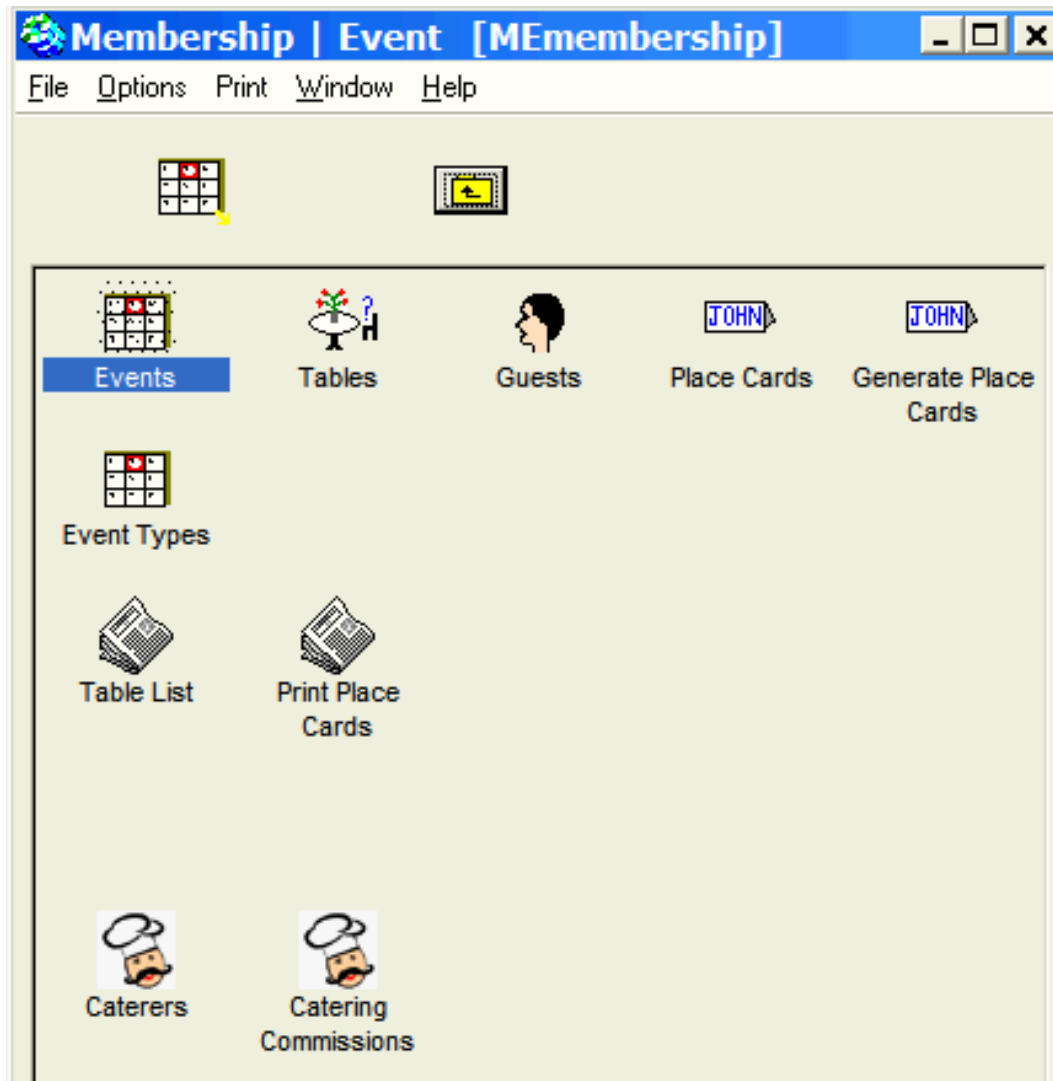 Membership | Event [MEmembership]
File Options Print Window Help
Events Tables Guests Place Cards Generate Place Cards
JOHN JOHN
Event Types
Table List Print Place Cards
Caterers Catering Commissions